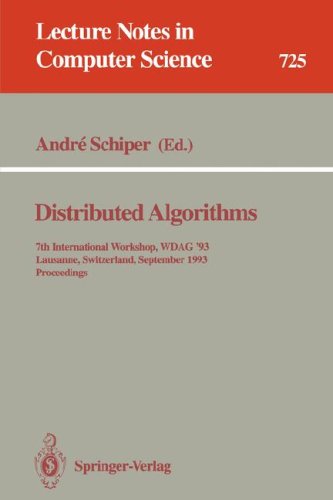 Lecture Notes in
Computer Science
725
André Schiper (Ed.)
Distributed Algorithms
7th International Workshop, WDAG '93
Lausanne, Switzerland, September 1993
Proceedings
Springer-Verlag